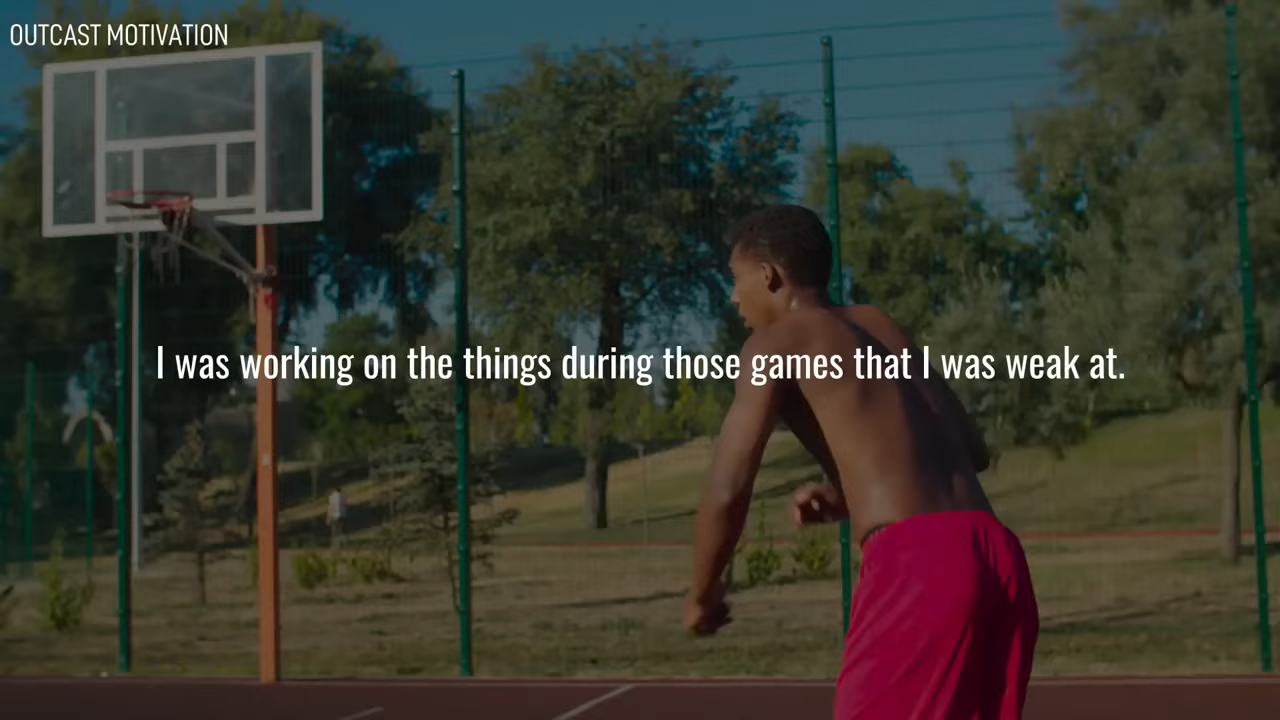 OUTCAST MOTIVATION
I was working on the things during those games that I was weak at.